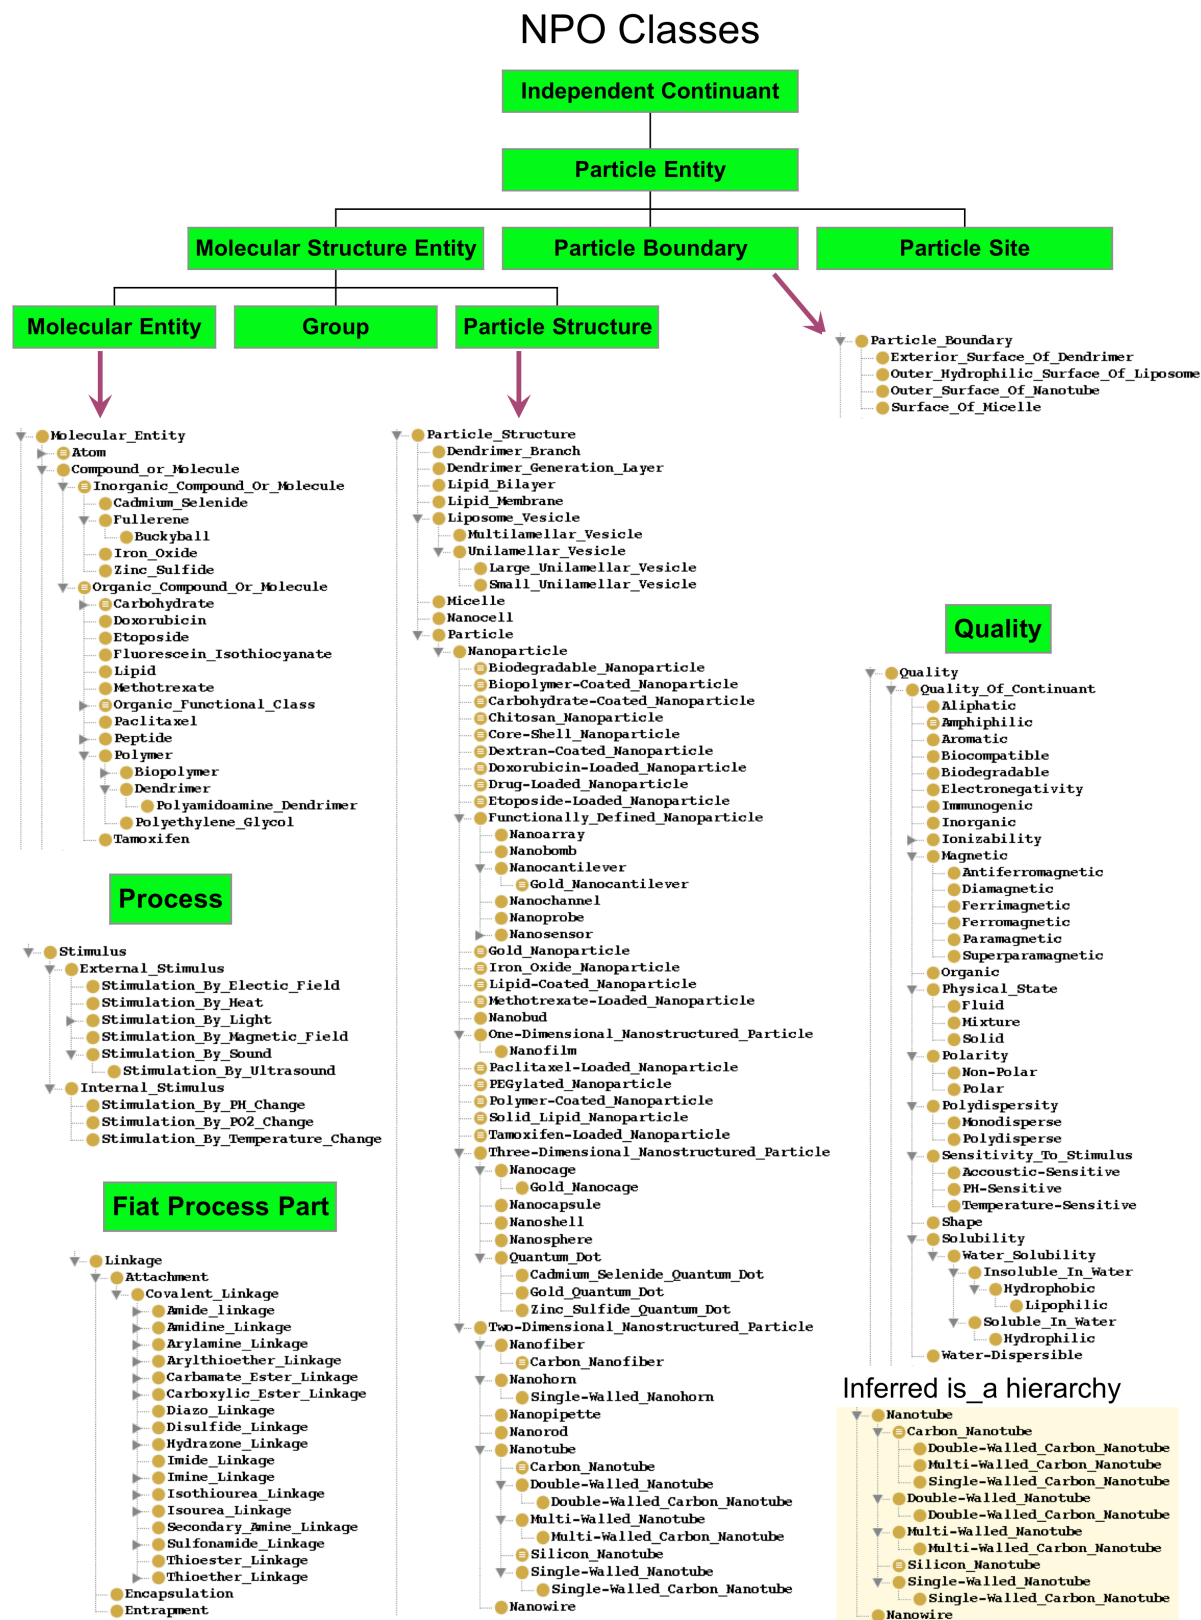 NPO Classes
Independent Continuant
Particle Entity
Molecular Structure Entity
Particle Boundary
Particle Site
Molecular Entity
Group
Particle Structure
Particle_Boundary
Exterior_Surface_Of_Dendrimer
Outer_Hydrophilic_Surface_Of_Liposome
Outer_Surface_Of_Nanotube
Surface_Of_Micelle
Molecular_Entity
Atom
Compound_or_Molecule
Inorganic_Compound_Or_Molecule
Cadmium_Selenide
Fullerene
Buckyball
Iron_Oxide
Zinc_Sulfide
Organic_Compound_Or_Molecule
Carbohydrate
Doxorubicin
Etoposide
Fluorescein_Isothiocyanate
Lipid
Methotrexate
Organic_Functional_Class
Paclitaxel
Peptide
Polymer
Biopolymer
Dendrimer
Polyamidoamine_Dendrimer
Polyethylene_Glycol
Tamoxifen
Process
Stimulus
External_Stimulus
Stimulation_By_Electic_Field
Stimulation_By_Heat
Stimulation_By_Light
Stimulation_By_Magnetic_Field
Stimulation_By_Sound
Stimulation_By_Ultrasound
Internal_Stimulus
Stimulation_By_PH_Change
Stimulation_By_PO2_Change
Stimulation_By_Temperature_Change
Fiat Process Part
Linkage
Attachment
Covalent_Linkage
Amide_linkage
Amidine_Linkage
Arylamine_Linkage
Arylthioether_Linkage
Carbamate_Ester_Linkage
Carboxylic_Ester_Linkage
Diazo_Linkage
Disulfide_Linkage
Hydrazone_Linkage
Imide_Linkage
Imine_Linkage
Isothiourea_Linkage
Isourea_Linkage
Secondary_Amine_Linkage
Sulfonamide_Linkage
Thioester_Linkage
Thioether_Linkage
Encapsulation
Entrapment
Particle_Structure
Dendrimer_Branch
Dendrimer_Generation_Layer
Lipid_Bilayer
Lipid_Membrane
Liposome_Vesicle
Multilamellar_Vesicle
Unilamellar_Vesicle
Large_Unilamellar_Vesicle
Small_Unilamellar_Vesicle
Micelle
Nanocell
Particle
Nanoparticle
Biodegradable_Nanoparticle
Biopolymer-Coated_Nanoparticle
Carbohydrate-Coated_Nanoparticle
Chitosan_Nanoparticle
Core-Shell_Nanoparticle
Dextran-Coated_Nanoparticle
Doxorubicin-Loaded_Nanoparticle
Drug-Loaded_Nanoparticle
Etoposide-Loaded_Nanoparticle
Functionally_Defined_Nanoparticle
Nanoarray
Nanobomb
Nanocantilever
Gold_Nanocantilever
Nanochannel
Nanoprobe
Nanosensor
Gold_Nanoparticle
Iron_Oxide_Nanoparticle
Lipid-Coated_Nanoparticle
Methotrexate-Loaded_Nanoparticle
Nanobud
One-Dimensional_Nanostructured_Particle
Nanofilm
Paclitaxel-Loaded_Nanoparticle
PEGylated_Nanoparticle
Polymer-Coated_Nanoparticle
Solid_Lipid_Nanoparticle
Tamoxifen-Loaded_Nanoparticle
Three-Dimensional_Nanostructured_Particle
Nanocage
Gold_Nanocage
Nanocapsule
Nanoshell
Nanosphere
Quantum_Dot
Cadmium_Selenide_Quantum_Dot
Gold_Quantum_Dot
Zinc_Sulfide_Quantum_Dot
Two-Dimensional_Nanostructured_Particle
Nanofiber
Carbon_Nanofiber
Nanohorn
Single-Walled_Nanohorn
Nanopipette
Nanorod
Nanotube
Carbon_Nanotube
Double-Walled_Nanotube
Double-Walled_Carbon_Nanotube
Multi-Walled_Nanotube
Multi-Walled_Carbon_Nanotube
Silicon_Nanotube
Single-Walled_Nanotube
Single-Walled_Carbon_Nanotube
Nanowire
Quality
Quality
Quality_Of_Continuant
Aliphatic
Amphiphilic
Aromatic
Biocompatible
Biodegradable
Electronegativity
Immunogenic
Inorganic
Ionizability
Magnetic
Antiferromagnetic
Diamagnetic
Ferrimagnetic
Ferromagnetic
Paramagnetic
Superparamagnetic
Organic
Physical_State
Fluid
Mixture
Solid
Polarity
Non-Polar
Polar
Polydispersity
Monodisperse
Polydisperse
Sensitivity_To_Stimulus
Accoustic-Sensitive
PH-Sensitive
Temperature-Sensitive
Shape
Solubility
Water_Solubility
Insoluble_In_Water
Hydrophobic
Lipophilic
Soluble_In_Water
Hydrophilic
Water-Dispersible
Inferred is_a hierarchy
Nanotube
Carbon_Nanotube
Double-Walled_Carbon_Nanotube
Multi-Walled_Carbon_Nanotube
Single-Walled_Carbon_Nanotube
Double-Walled_Nanotube
Double-Walled_Carbon_Nanotube
Multi-Walled_Nanotube
Multi-Walled_Carbon_Nanotube
Silicon_Nanotube
Single-Walled_Nanotube
Single-Walled_Carbon_Nanotube
Nanowire